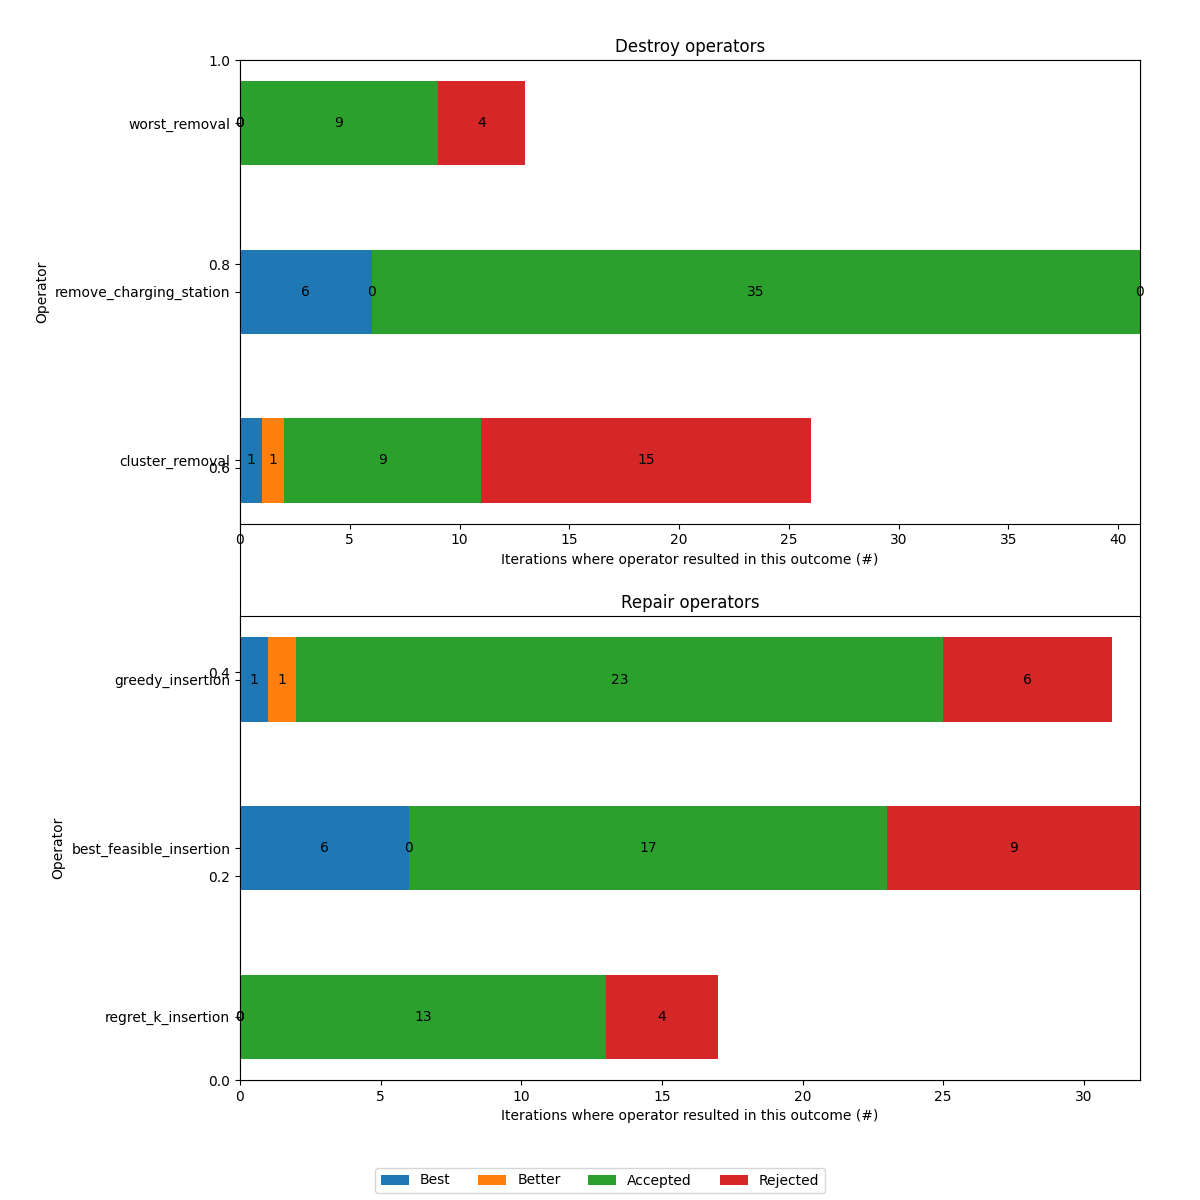 Destroy operators
1.0
worst_removal 0 0 9 4
0.8
remove_charging_station 6 0 35 0
cluster_removal 1 1 9 15
0.6
Operator
0 5 10 15 20 25 30 35 40
Iterations where operator resulted in this outcome (#)
Repair operators
0.4
greedy_insertion 1 1 23 6
best_feasible_insertion 6 0 17 9
0.2
regret_k_insertion 0 0 13 4
0.0
Operator
0 5 10 15 20 25 30
Iterations where operator resulted in this outcome (#)
Best Better Accepted Rejected